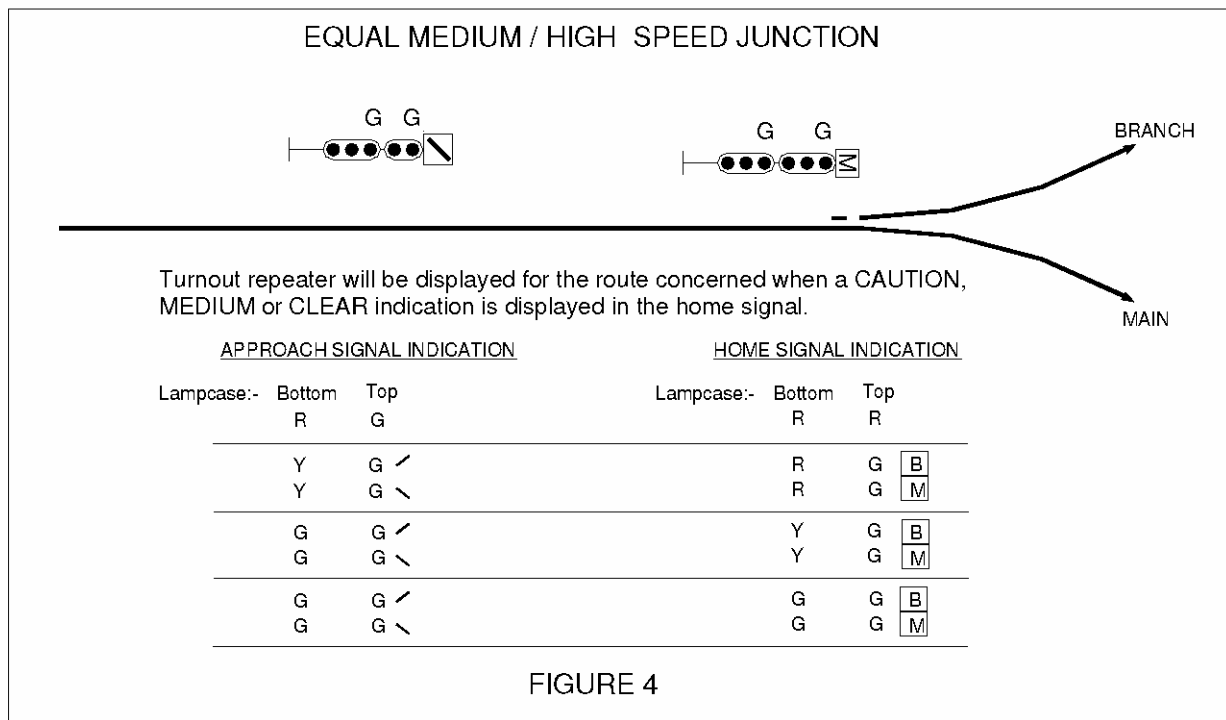 EQUAL MEDIUM / HIGH SPEED JUNCTION
G G
G G
M
BRANCH
MAIN
Turnout repeater will be displayed for the route concerned when a CAUTION,
MEDIUM or CLEAR indication is displayed in the home signal.
APPROACH SIGNAL INDICATION HOME SIGNAL INDICATION
Lampcase:- Bottom Top Lampcase:- Bottom Top
R G R R
Y G R G B
Y G R G M
G G Y G B
G G Y G M
G G G G B
G G G G M
FIGURE 4